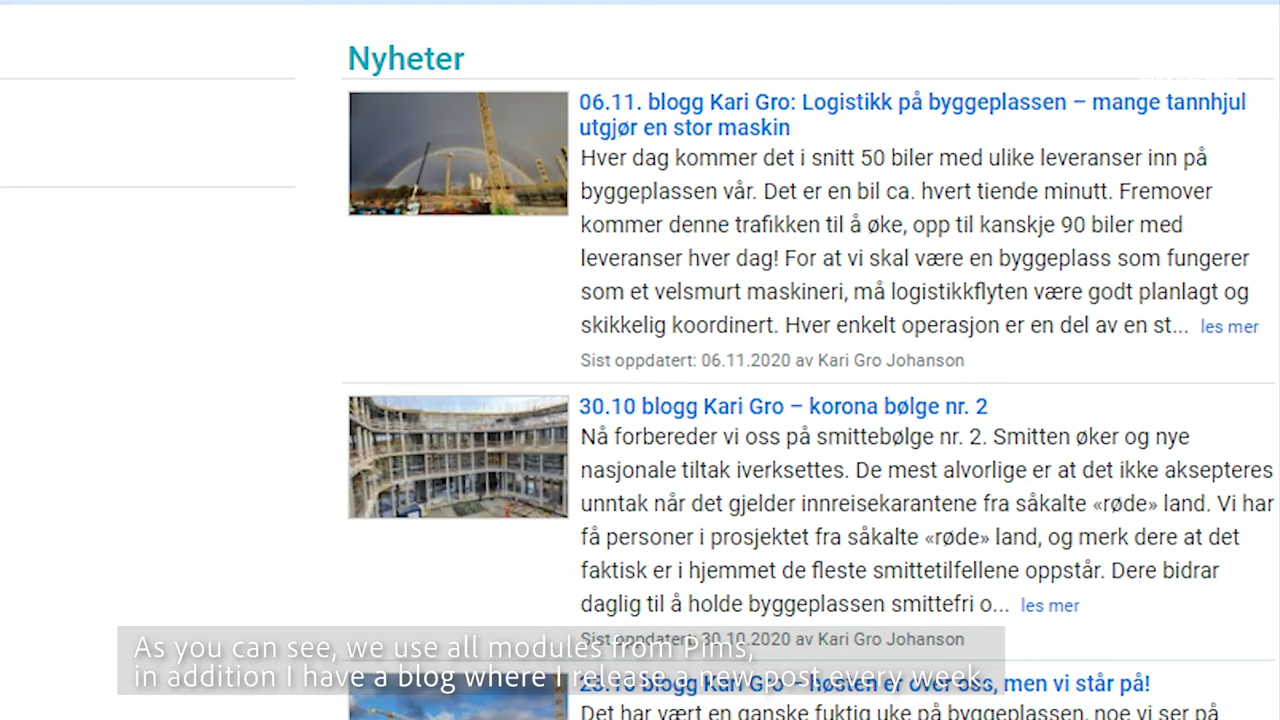 Nyheter
06.11. blogg Kari Gro: Logistikk på byggeplassen – mange tannhjul
utgjør en stor maskin
Hver dag kommer det i snitt 50 biler med ulike leveranser inn på
byggeplassen vår. Det er en bil ca. hvert tiende minutt. Fremover
kommer denne trafikken til å øke, opp til kanskje 90 biler med
leveranser hver dag! For at vi skal være en byggeplass som fungerer
som et velsmurt maskineri, må logistikkflyten være godt planlagt og
skikkelig koordinert. Hver enkelt operasjon er en del av en st... les mer
Sist oppdatert: 06.11.2020 av Kari Gro Johanson
30.10 blogg Kari Gro – korona bølge nr. 2
Nå forbereder vi oss på smittebølge nr. 2. Smitten øker og nye
nasjonale tiltak iverksettes. De mest alvorlige er at det ikke aksepteres
unntak når det gjelder innreisekarantene fra såkalte «røde» land. Vi har
få personer i prosjektet fra såkalte «røde» land, og merk dere at det
faktisk er i hjemmet de fleste smittetilfellene oppstår. Dere bidrar
daglig til å holde byggeplassen smittefri o... les mer
Sist oppdatert: 30.10.2020 av Kari Gro Johanson
As you can see, we use all modules from Pims,
in addition I have a blog where I release a new post every week.
23.10 blogg Kari Gro – høsten er over oss, men vi står på!
Det har vært en ganske fuktig uke på byggeplassen, noe vi ser på